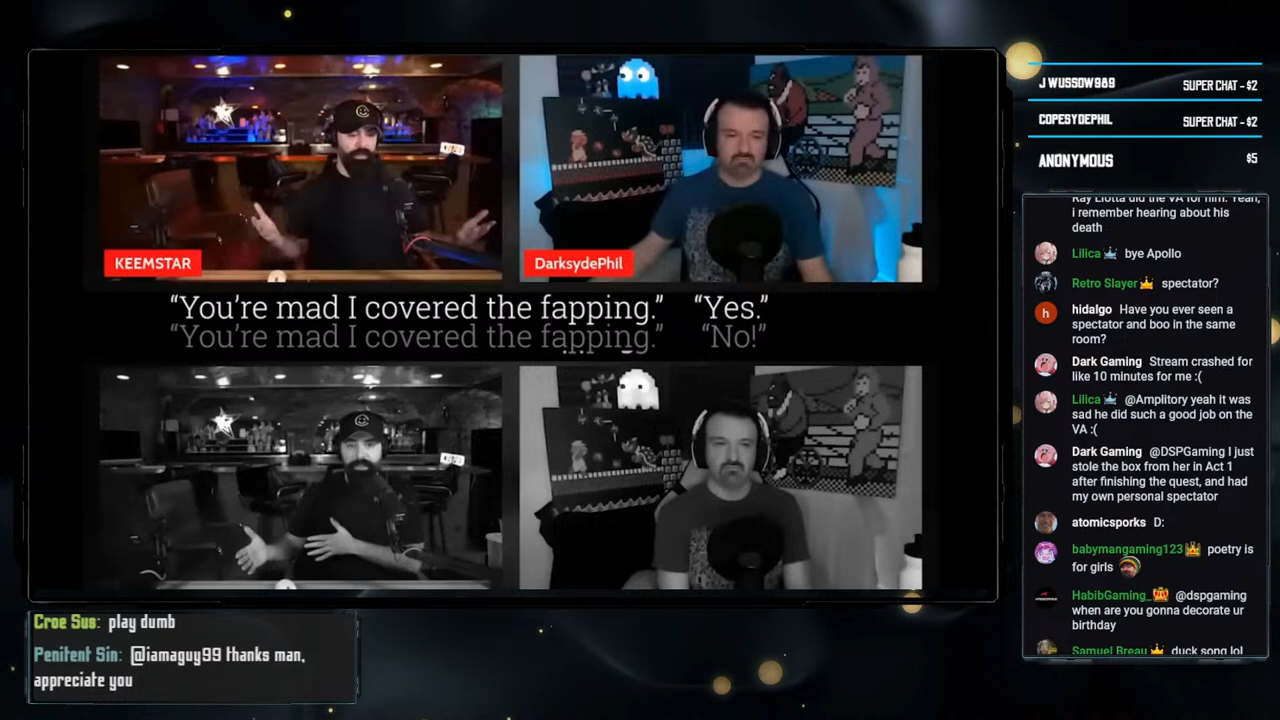 KEEMSTAR
DarksydePhil
“You’re mad I covered the fapping.” “Yes.”
“You’re mad I covered the fapping.” “No!”
Croe Sus: play dumb
Penitent Sin: @iamaguy99 thanks man,
appreciate you
J WUSSOW989 SUPER CHAT - $2
COPESYDEPHIL SUPER CHAT - $2
ANONYMOUS $5
Ray Liotta did the VA for him. Yeah,
i remember hearing about his
death
Lilica bye Apollo
Retro Slayer spectator?
h
hidalgo Have you ever seen a
spectator and boo in the same
room?
Dark Gaming Stream crashed for
like 10 minutes for me :(
Lilica @Amplitory yeah it was
sad he did such a good job on the
VA :(
Dark Gaming @DSPGaming I just
stole the box from her in Act 1
after finishing the quest, and had
my own personal spectator
atomicsporks D:
babymangaming123 poetry is
for girls
HabibGaming_ @dspgaming
when are you gonna decorate ur
birthday
Samuel Breau duck song lol